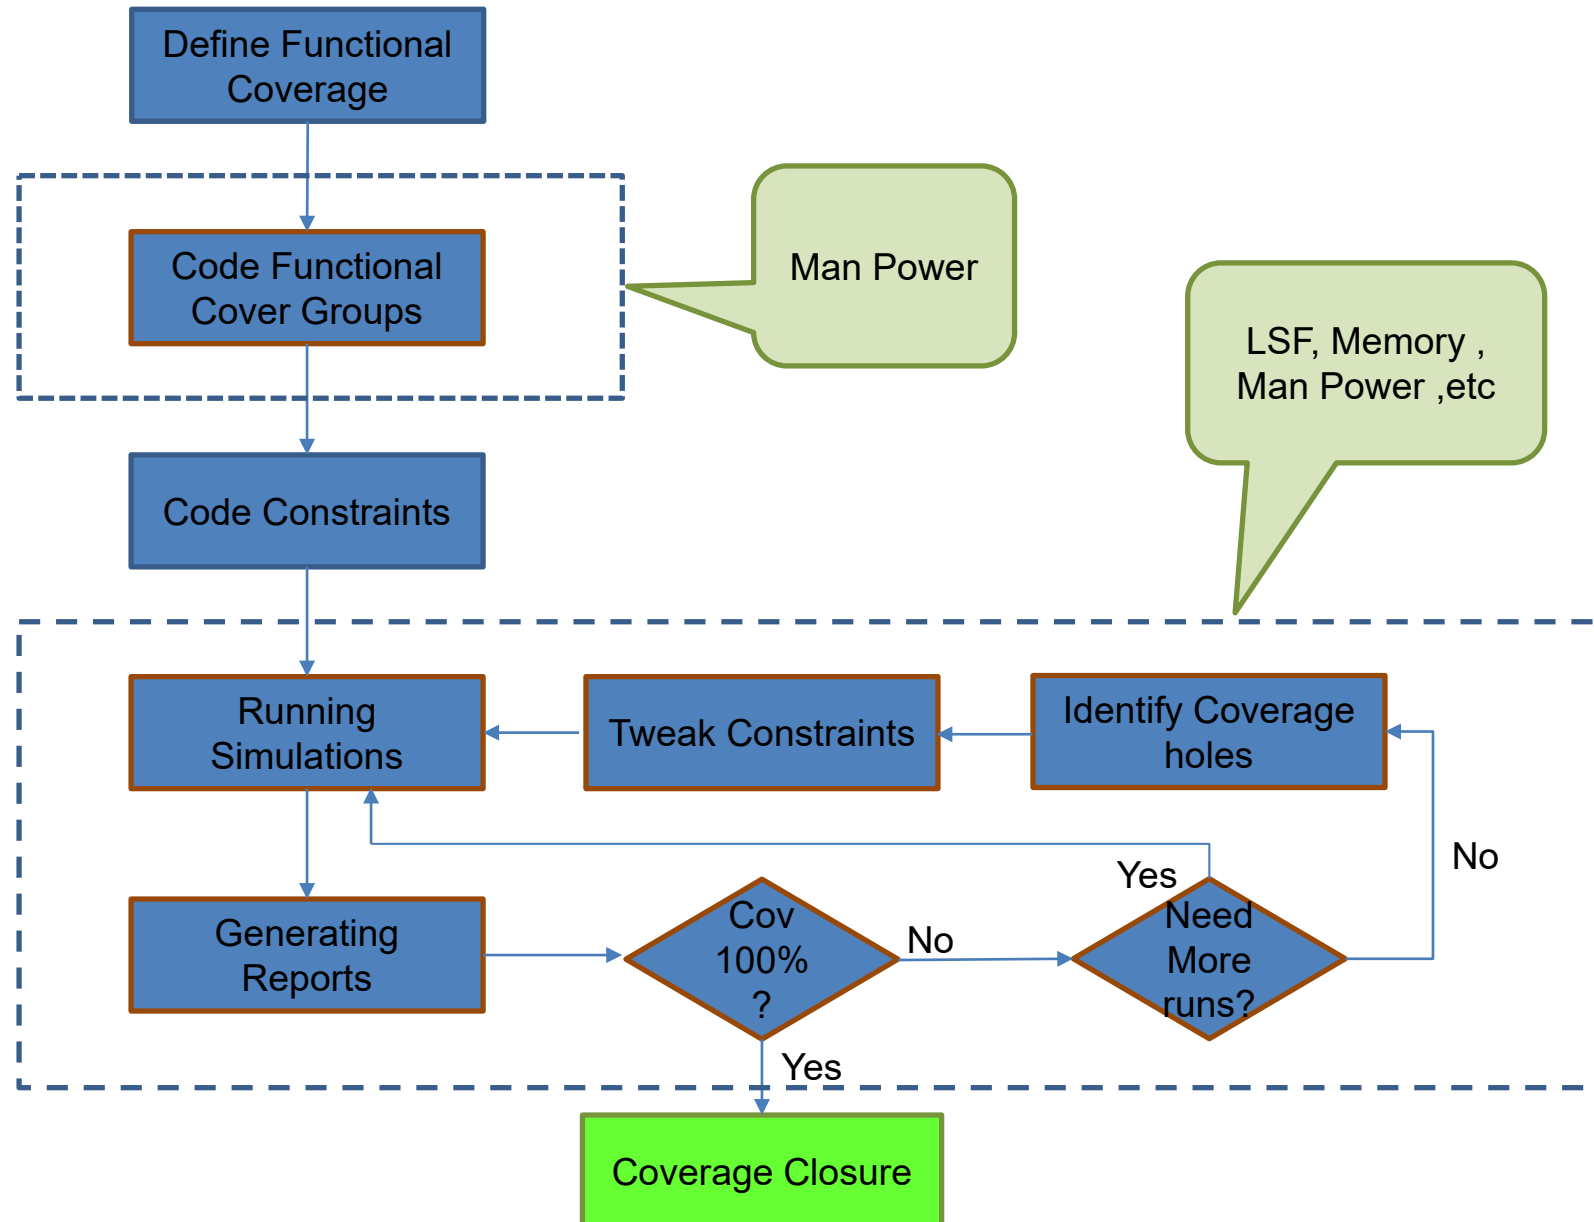 Define Functional
Coverage
Code Functional
Cover Groups
Man Power
LSF, Memory ,
Man Power ,etc
Code Constraints
Running
Simulations
Tweak Constraints
Identify Coverage
holes
Generating
Reports
Cov
100%
?
No
Yes
Need
More
runs?
No
Yes
Coverage Closure